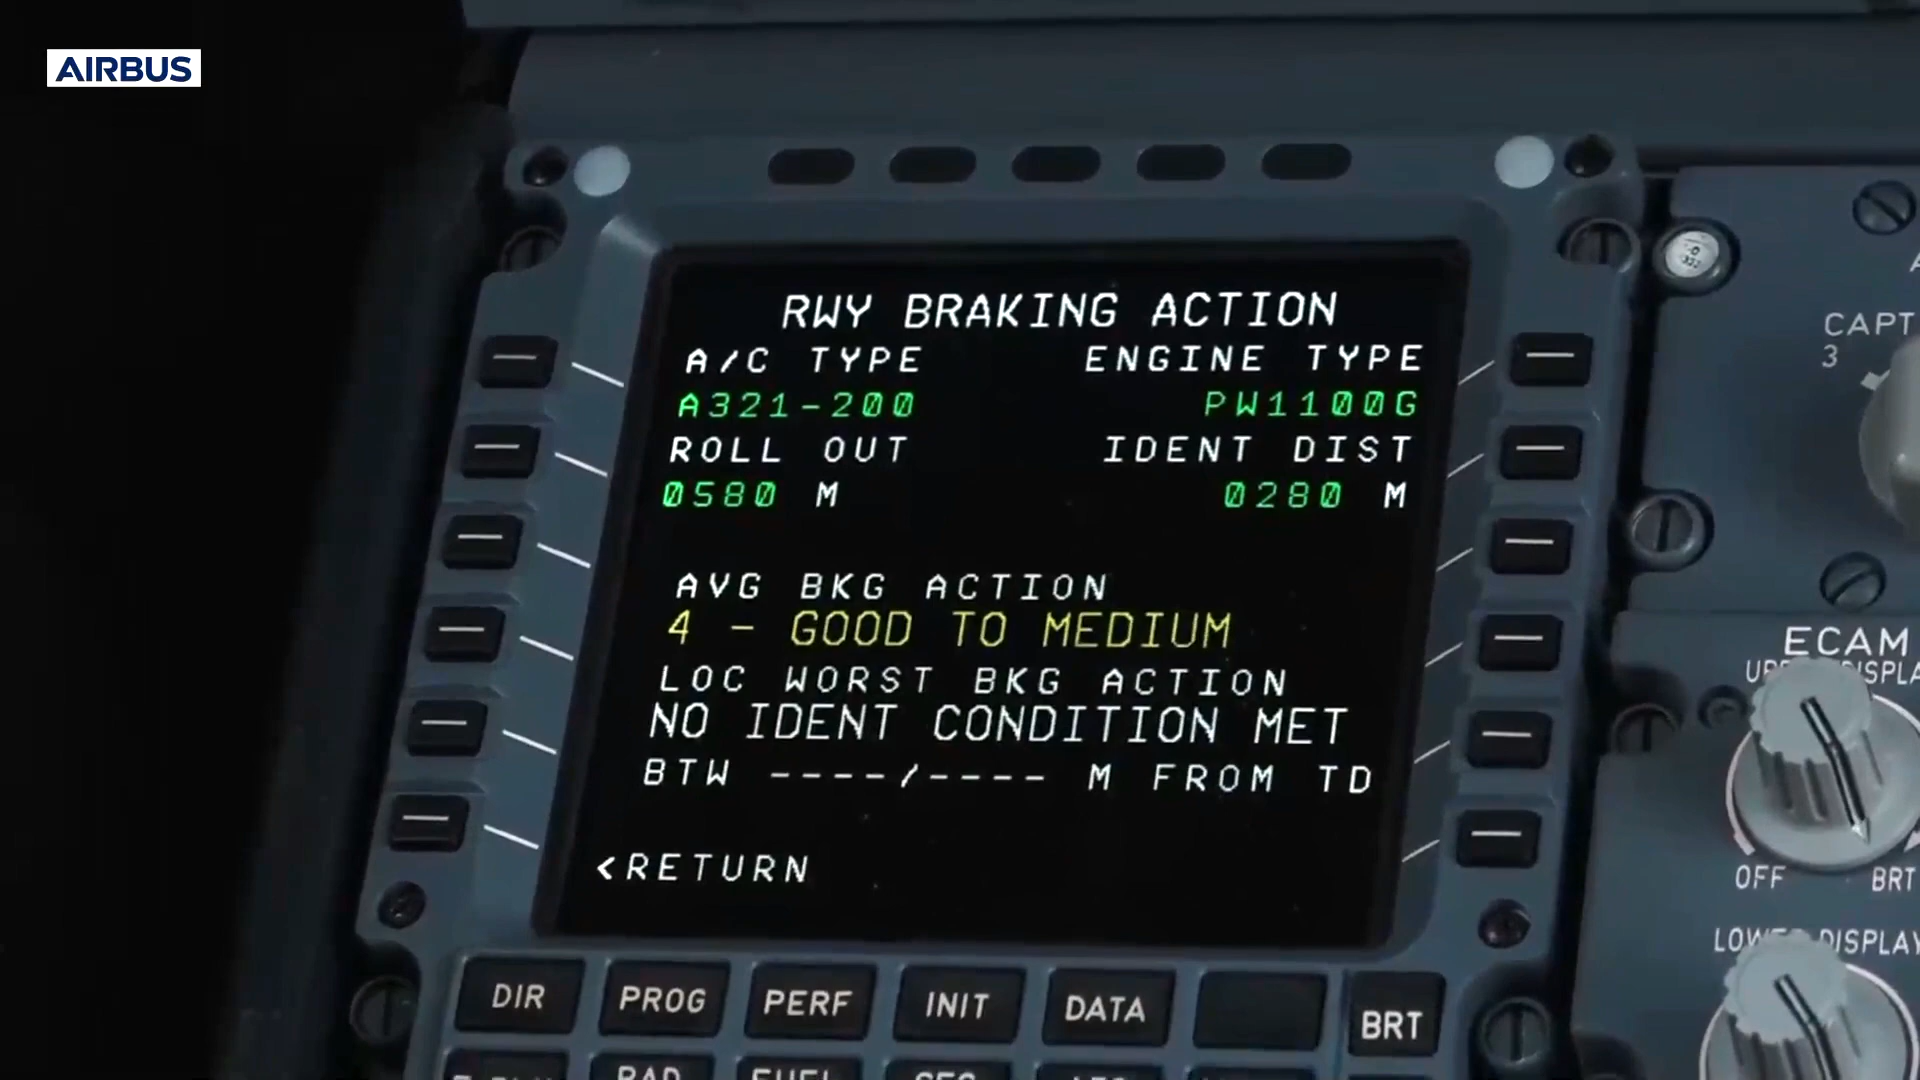 AIRBUS
RWY BRAKING ACTION
A/C TYPE ENGINE TYPE
A321-200 PW1100G
ROLL OUT IDENT DIST
0580 M 0280 M
AVG BKG ACTION
4 - GOOD TO MEDIUM
LOC WORST BKG ACTION
NO IDENT CONDITION MET
BTW ----/---- M FROM TD
<RETURN
DIR PROG PERF INIT DATA BRT
RAD FUEL
CAPT
3
ECAM
OFF BRT